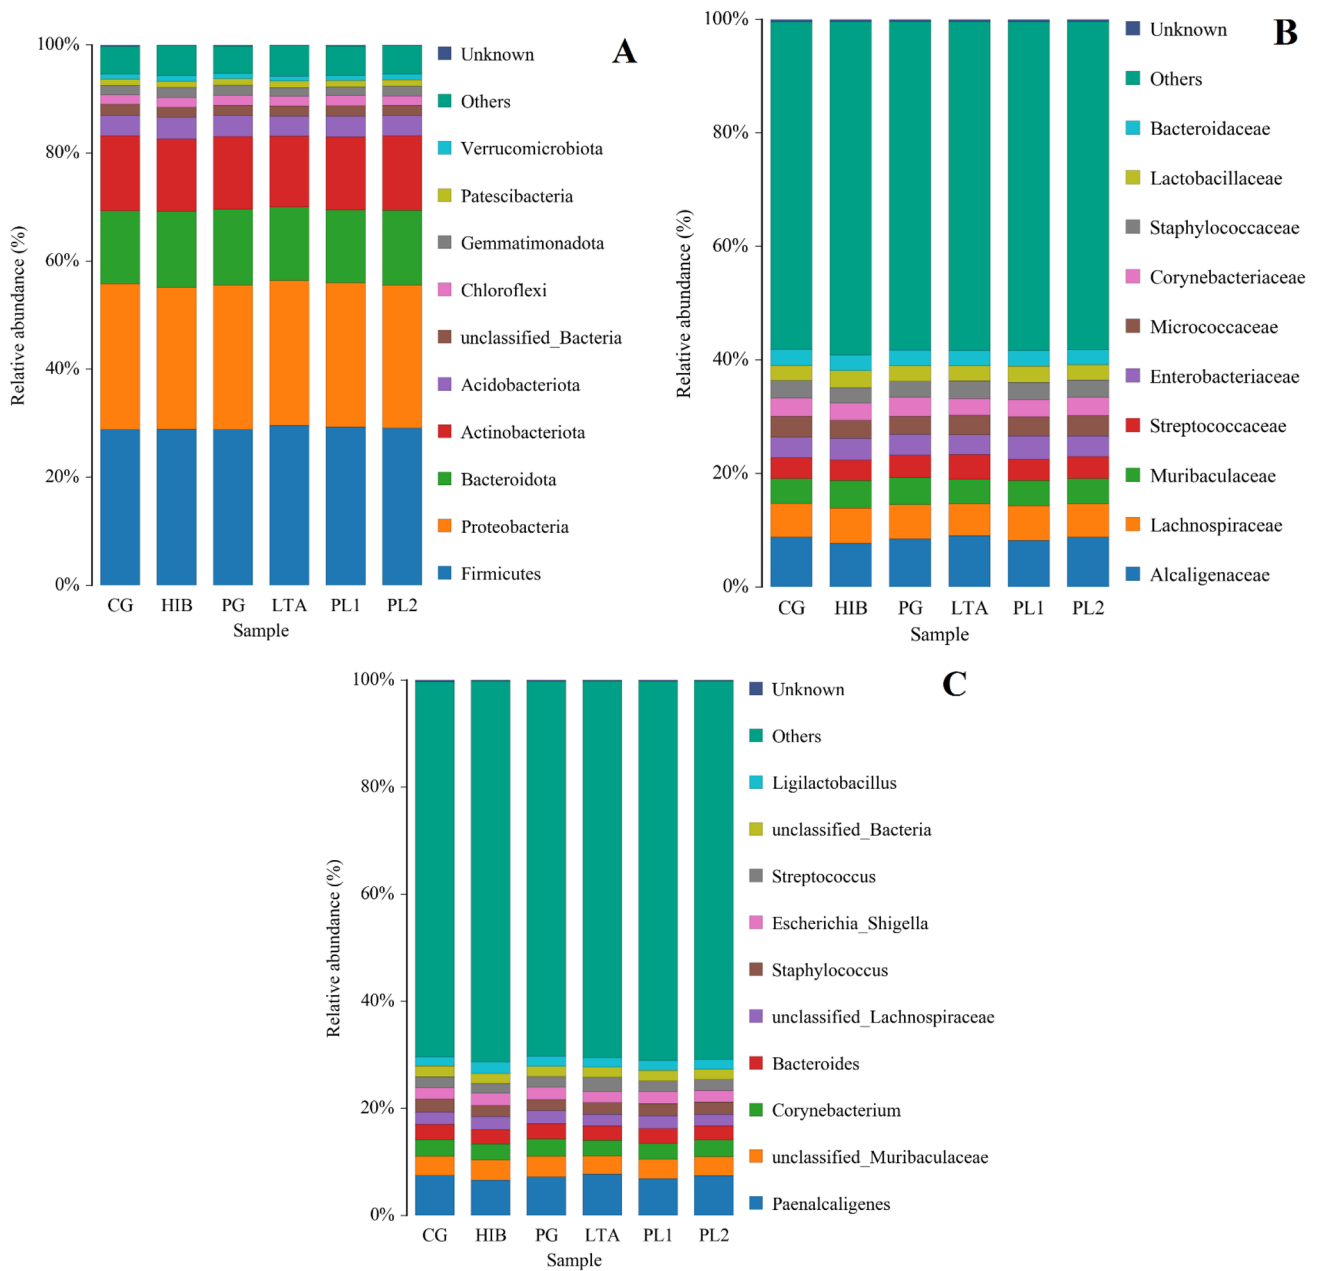 A
100%
80%
60%
40%
20%
0%
Relative abundance (%)
CG HIB PG LTA PL1 PL2
Sample
Unknown
Others
Verrucomicrobiota
Patescibacteria
Gemmatimonadota
Chloroflexi
unclassified_Bacteria
Acidobacteriota
Actinobacteriota
Bacteroidota
Proteobacteria
Firmicutes
B
100%
80%
60%
40%
20%
0%
Relative abundance (%)
CG HIB PG LTA PL1 PL2
Sample
Unknown
Others
Bacteroidaceae
Lactobacillaceae
Staphylococcaceae
Corynebacteriaceae
Micrococcaceae
Enterobacteriaceae
Streptococcaceae
Muribaculaceae
Lachnospiraceae
Alcaligenaceae
C
100%
80%
60%
40%
20%
0%
Relative abundance (%)
CG HIB PG LTA PL1 PL2
Sample
Unknown
Others
Ligilactobacillus
unclassified_Bacteria
Streptococcus
Escherichia_Shigella
Staphylococcus
unclassified_Lachnospiraceae
Bacteroides
Corynebacterium
unclassified_Muribaculaceae
Paenalcaligenes